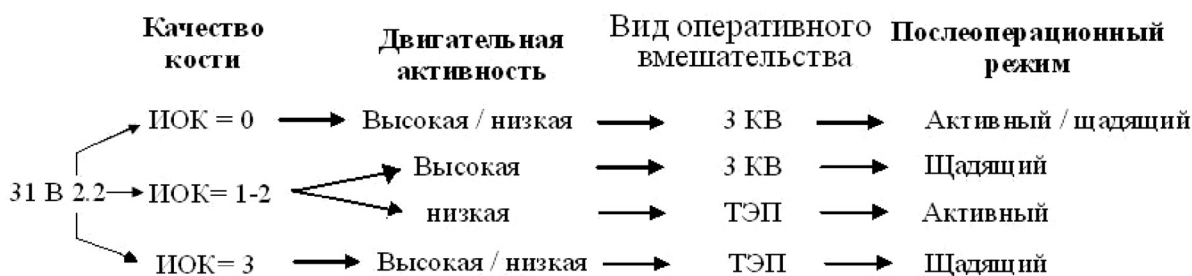 Качество кости
Двигательная активность
Вид оперативного вмешательства
Послеоперационный режим
ИОК = 0
Высокая / низкая
3 КВ
Активный / щадящий
31 В 2.2
ИОК= 1-2
Высокая
3 КВ
Щадящий
низкая
ТЭП
Активный
ИОК= 3
Высокая / низкая
ТЭП
Щадящий